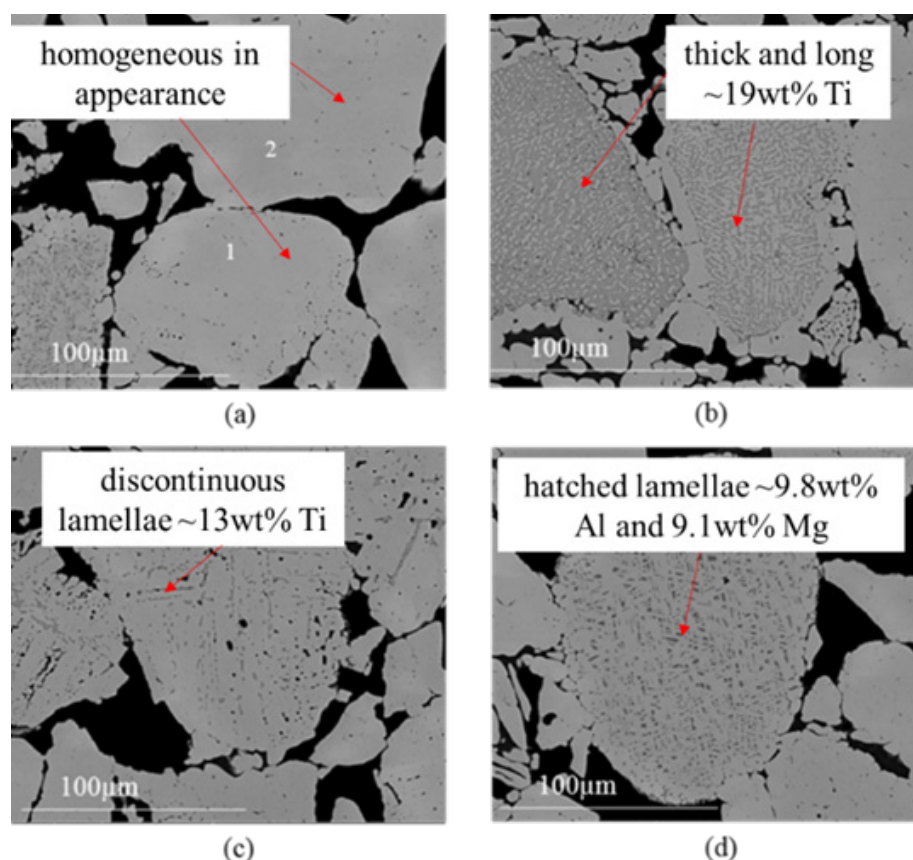 homogeneous in
appearance
2
1
100μm
(a)
thick and long
~19wt% Ti
100μm
(b)
discontinuous
lamellae ~13wt% Ti
100μm
(c)
hatched lamellae ~9.8wt%
Al and 9.1wt% Mg
100μm
(d)